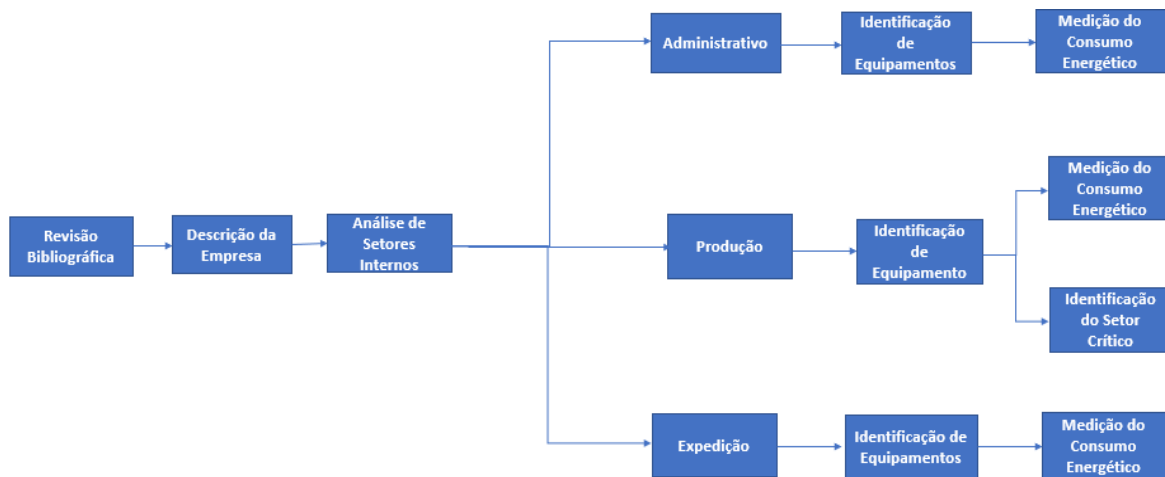 Revisão
Bibliográfica
Descrição da
Empresa
Análise de
Setores
Internos
Administrativo
Identificação
de
Equipamentos
Medição do
Consumo
Energético
Produção
Identificação
de
Equipamento
Medição do
Consumo
Energético
Identificação
do Setor
Crítico
Expedição
Identificação de
Equipamentos
Medição do
Consumo
Energético